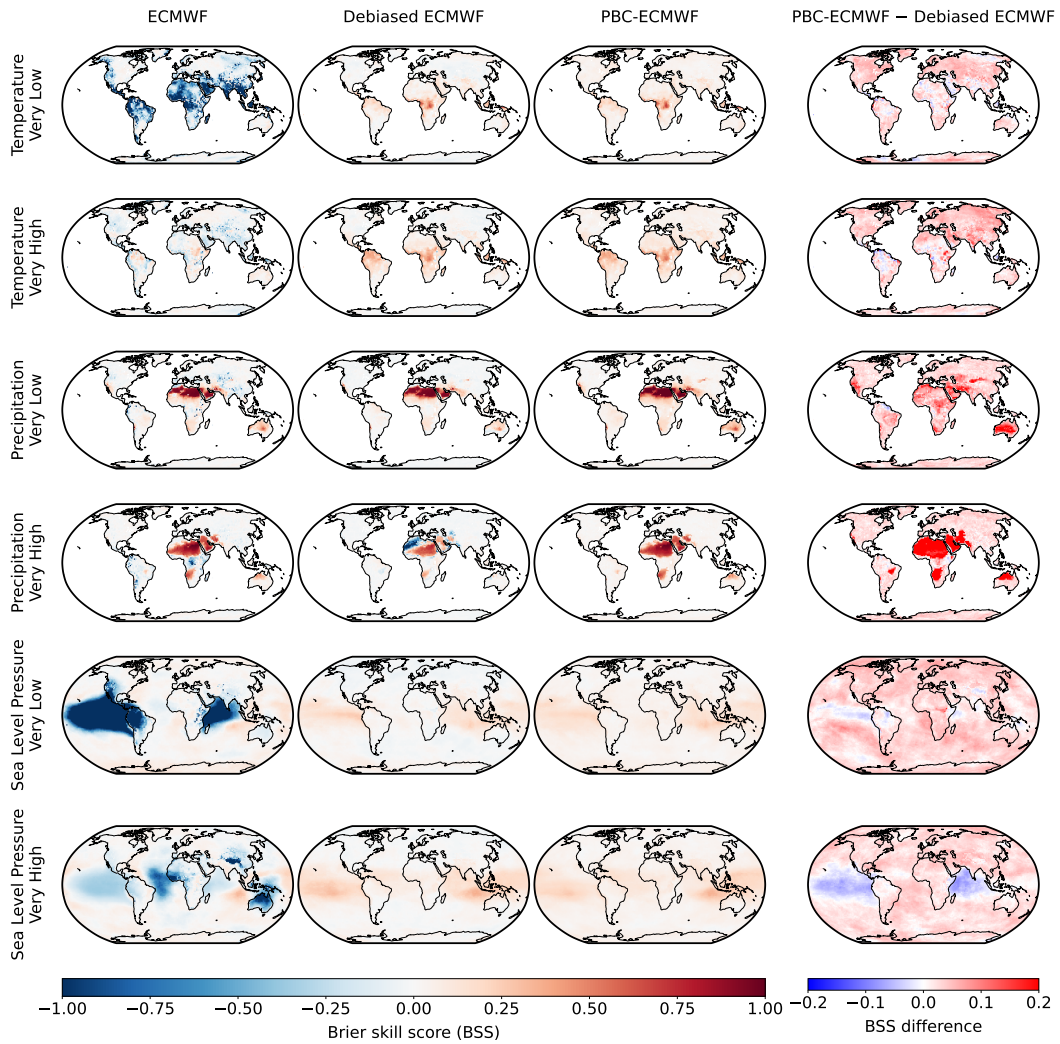 ECMWF
Debiased ECMWF
PBC-ECMWF
PBC-ECMWF − Debiased ECMWF
Temperature
Very Low
Temperature
Very High
Precipitation
Very Low
Precipitation
Very High
Sea Level Pressure
Very Low
Sea Level Pressure
Very High
−1.00 −0.75 −0.50 −0.25 0.00 0.25 0.50 0.75 1.00
Brier skill score (BSS)
−0.2 −0.1 0.0 0.1 0.2
BSS difference